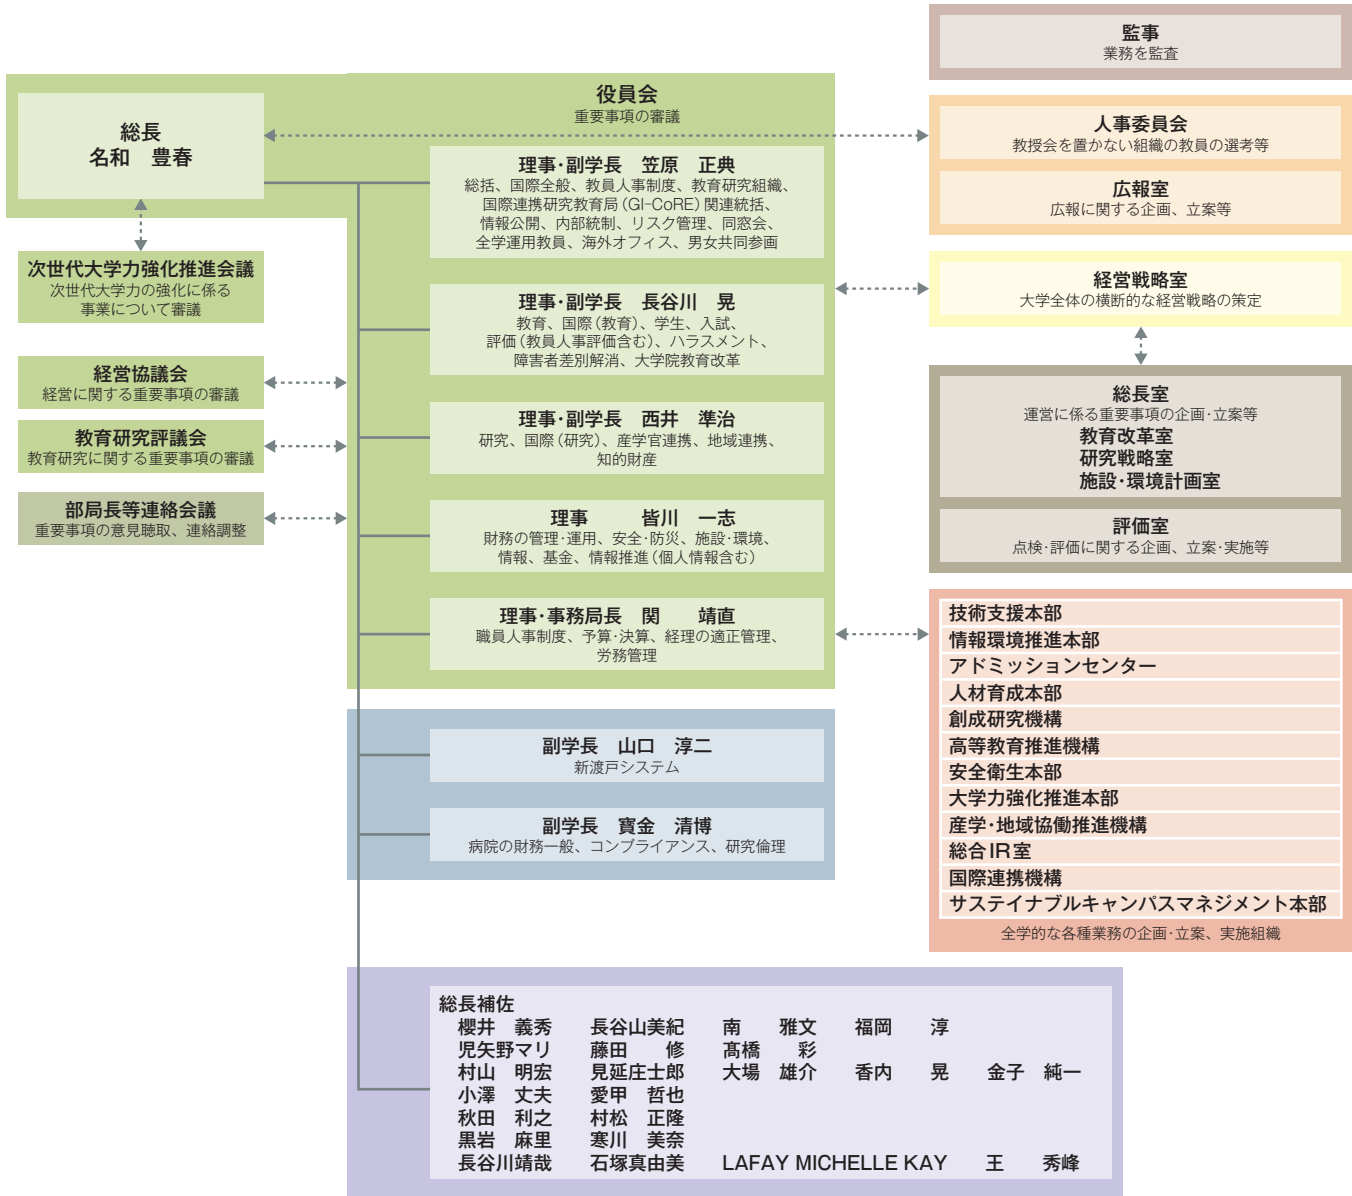 総長
名和　豊春
次世代大学力強化推進会議
次世代大学力の強化に係る
事業について審議
経営協議会
経営に関する重要事項の審議
教育研究評議会
教育研究に関する重要事項の審議
部局長等連絡会議
重要事項の意見聴取、連絡調整
役員会
重要事項の審議
理事・副学長　笠原　正典
総括、国際全般、教員人事制度、教育研究組織、
国際連携研究教育局（GI-CoRE）関連統括、
情報公開、内部統制、リスク管理、同窓会、
全学運用教員、海外オフィス、男女共同参画
理事・副学長　長谷川　晃
教育、国際（教育）、学生、入試、
評価（教員人事評価含む）、ハラスメント、
障害者差別解消、大学院教育改革
理事・副学長　西井　準治
研究、国際（研究）、産学官連携、地域連携、
知的財産
理事　　皆川　一志
財務の管理・運用、安全・防災、施設・環境、
情報、基金、情報推進（個人情報含む）
理事・事務局長　関　　靖直
職員人事制度、予算・決算、経理の適正管理、
労務管理
副学長　山口　淳二
新渡戸システム
副学長　寳金　清博
病院の財務一般、コンプライアンス、研究倫理
総長補佐
櫻井　義秀　　長谷山美紀　　南　　雅文　　福岡　　淳
児矢野マリ　　藤田　　修　　髙橋　　彩
村山　明宏　　見延庄士郎　　大場　雄介　　香内　　晃　　金子　純一
小澤　丈夫　　愛甲　哲也
秋田　利之　　村松　正隆
黒岩　麻里　　寒川　美奈
長谷川靖哉　　石塚真由美　　LAFAY MICHELLE KAY　　王　　秀峰
監事
業務を監査
人事委員会
教授会を置かない組織の教員の選考等
広報室
広報に関する企画、立案等
経営戦略室
大学全体の横断的な経営戦略の策定
総長室
運営に係る重要事項の企画・立案等
教育改革室
研究戦略室
施設・環境計画室
評価室
点検・評価に関する企画、立案・実施等
技術支援本部
情報環境推進本部
アドミッションセンター
人材育成本部
創成研究機構
高等教育推進機構
安全衛生本部
大学力強化推進本部
産学・地域協働推進機構
総合IR室
国際連携機構
サステイナブルキャンパスマネジメント本部
全学的な各種業務の企画・立案、実施組織